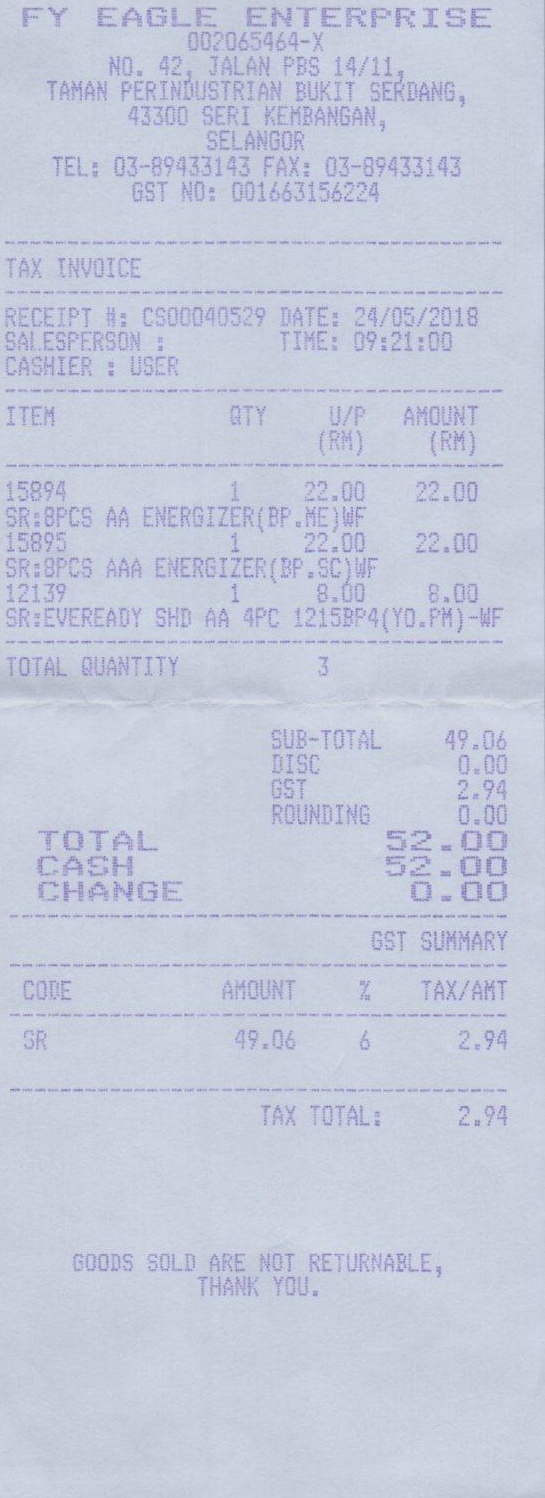 FY EAGLE ENTERPRISE
002065464-X
NO. 42, JALAN PBS 14/11,
TAMAN PERINDUSTRIAN BUKIT SERDANG,
43300 SERI KEMBANGAN,
SELANGOR
TEL: 03-89433143 FAX: 03-89433143
GST NO: 001663156224
TAX INVOICE
RECEIPT #: CS00040529 DATE: 24/05/2018
SALESPERSON : TIME: 09:21:00
CASHIER : USER
ITEM QTY U/P AMOUNT
(RM) (RM)
15894 1 22.00 22.00
SR:8PCS AA ENERGIZER(BP.ME)WF
15895 1 22.00 22.00
SR:8PCS AAA ENERGIZER(BP.SC)WF
12139 1 8.00 8.00
SR:EVEREADY SHD AA 4PC 1215BP4(YO.PM)-WF
TOTAL QUANTITY 3
SUB-TOTAL 49.06
DISC 0.00
GST 2.94
ROUNDING 0.00
TOTAL 52.00
CASH 52.00
CHANGE 0.00
GST SUMMARY
CODE AMOUNT % TAX/AMT
SR 49.06 6 2.94
TAX TOTAL: 2.94
GOODS SOLD ARE NOT RETURNABLE,
THANK YOU.